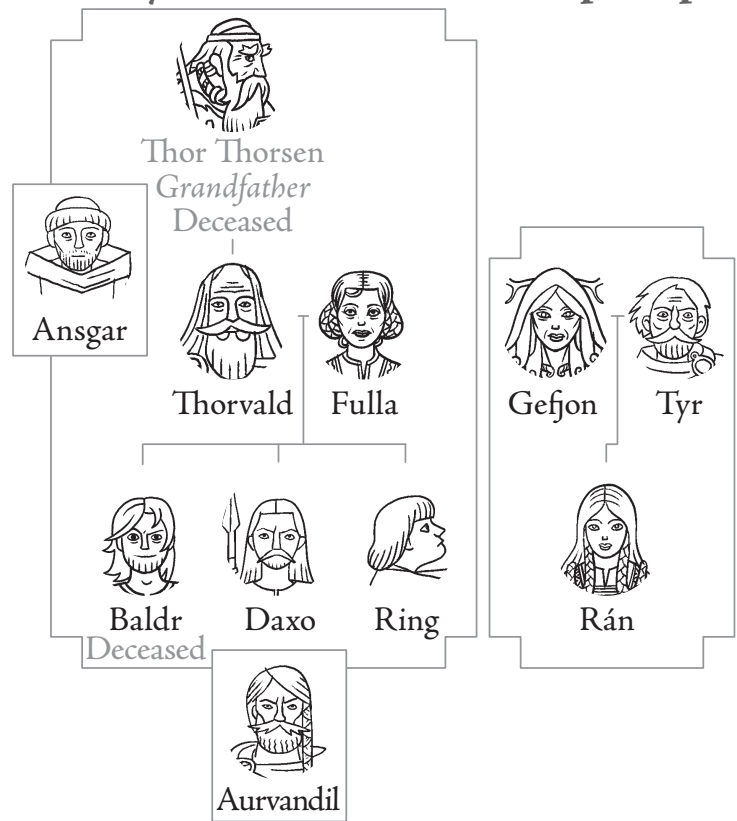 Thor Thorsen
Grandfather
Deceased
Ansgar
Thorvald
Fulla
Gefjon
Tyr
Baldr
Deceased
Daxo
Ring
Rán
Aurvandil